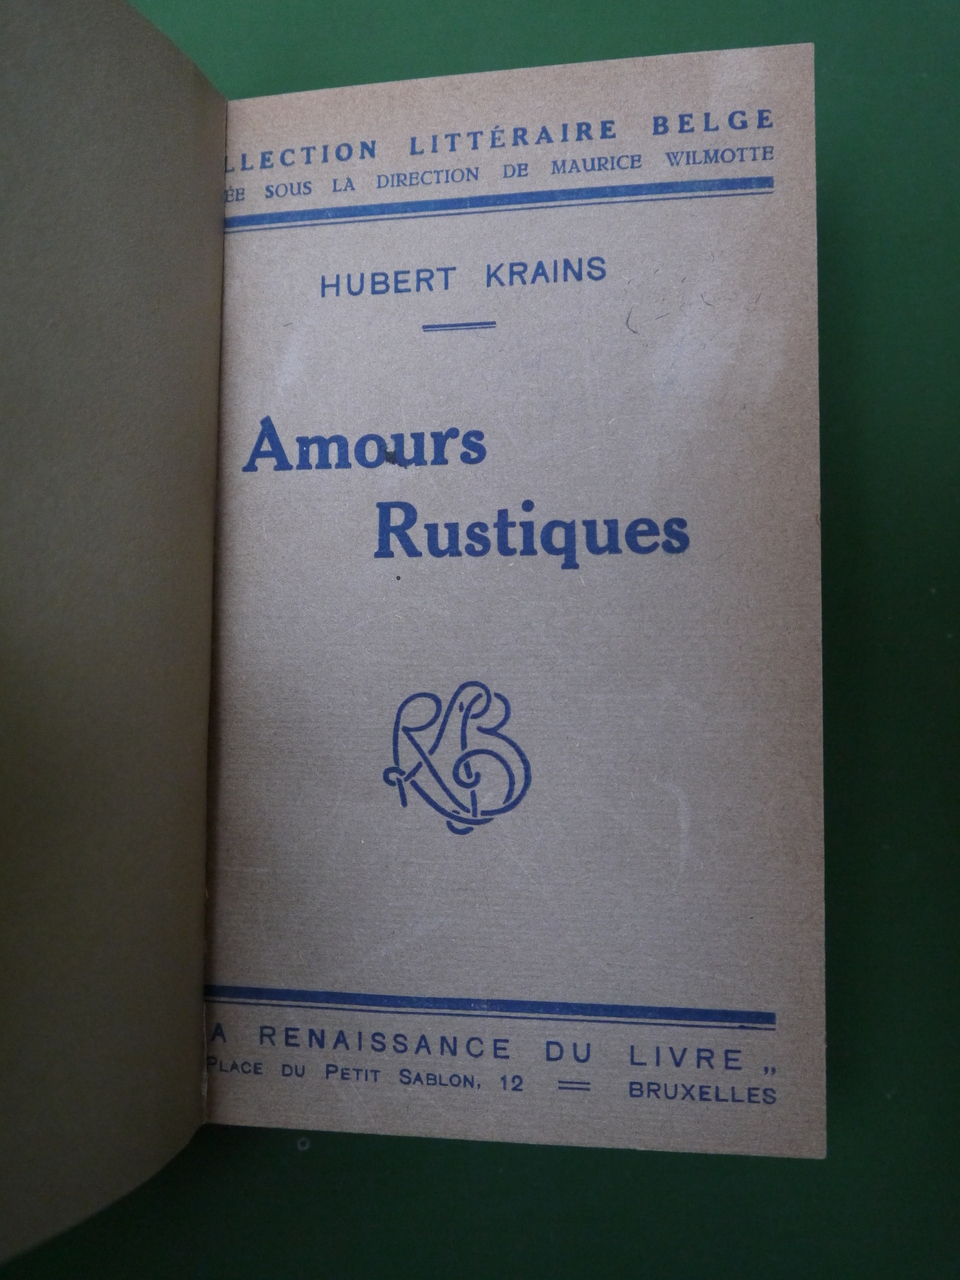 LLECTION LITTÉRAIRE BELGE
ÉE SOUS LA DIRECTION DE MAURICE WILMOTTE
HUBERT KRAINS
Amours
Rustiques
RLB
A RENAISSANCE DU LIVRE „
PLACE DU PETIT SABLON, 12 = BRUXELLES